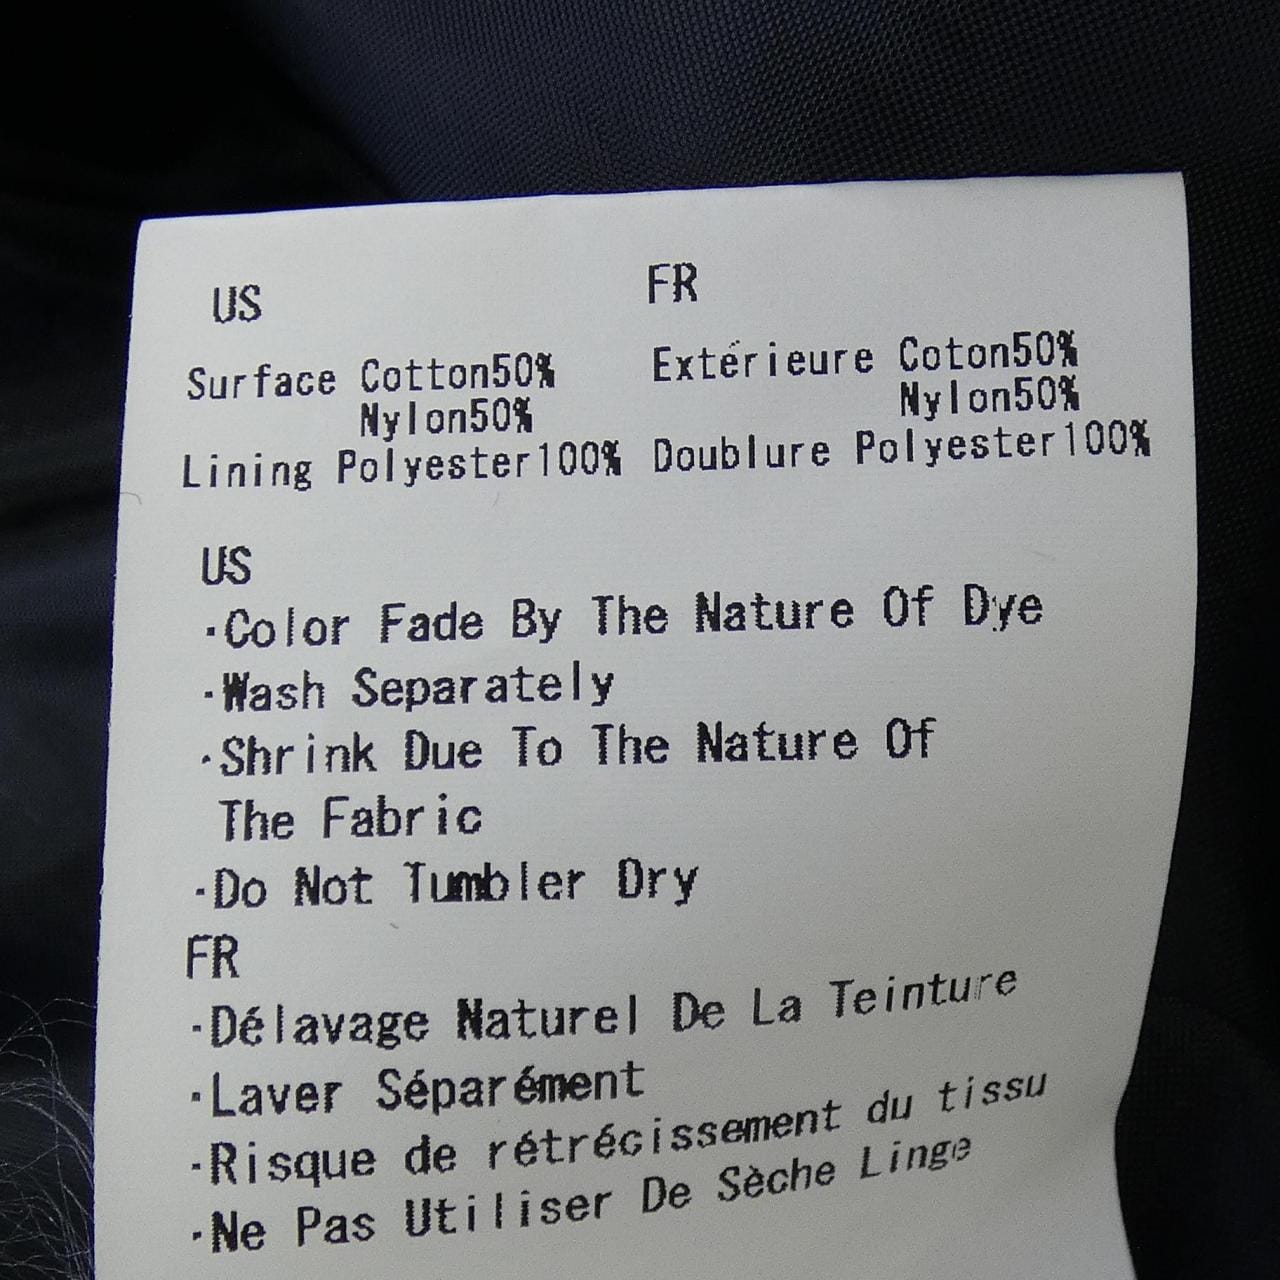 US
Surface Cotton50%
Nylon50%
Lining Polyester100%
FR
Extérieure Coton50%
Nylon50%
Doublure Polyester100%
US
·Color Fade By The Nature Of Dye
·Wash Separately
·Shrink Due To The Nature Of
The Fabric
·Do Not Tumbler Dry
FR
·Délavage Naturel De La Teinture
·Laver Séparément
·Risque de rétrécissement du tissu
·Ne Pas Utiliser De Sèche Linge